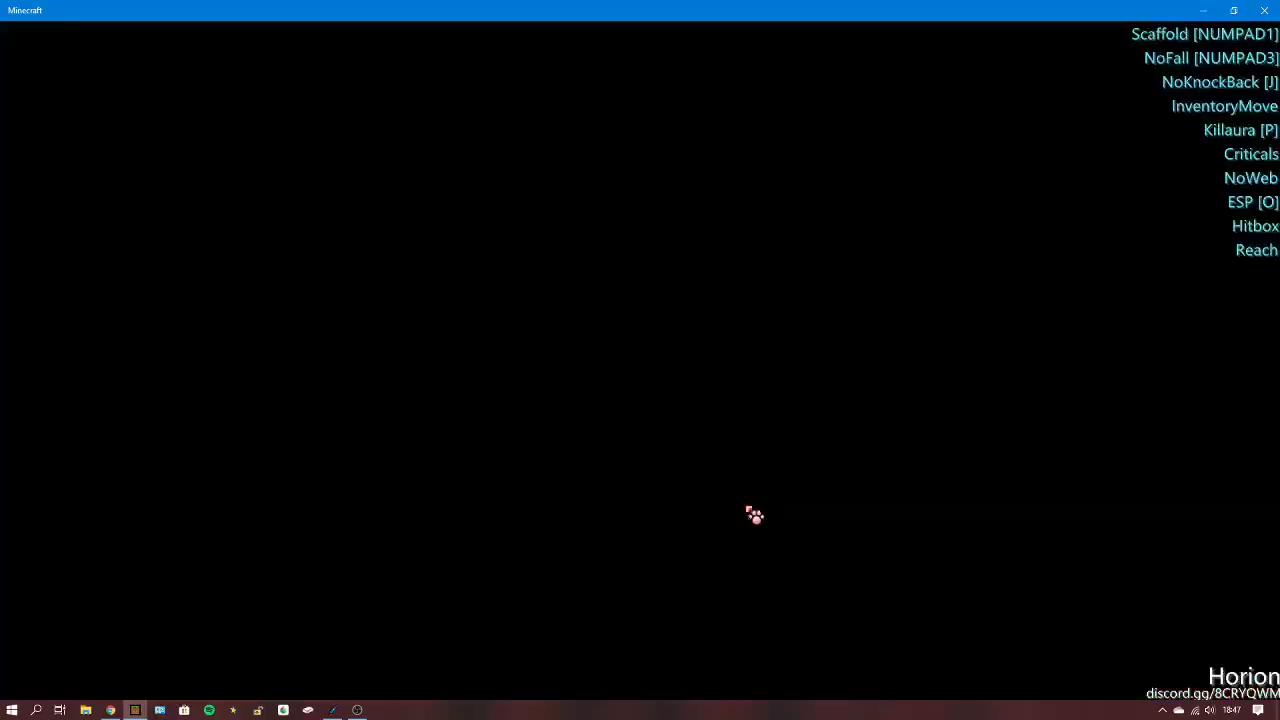 Minecraft
Scaffold [NUMPAD1]
NoFall [NUMPAD3]
NoKnockBack [J]
InventoryMove
Killaura [P]
Criticals
NoWeb
ESP [O]
Hitbox
Reach
Horion
discord.gg/8CRYQWM
18:47